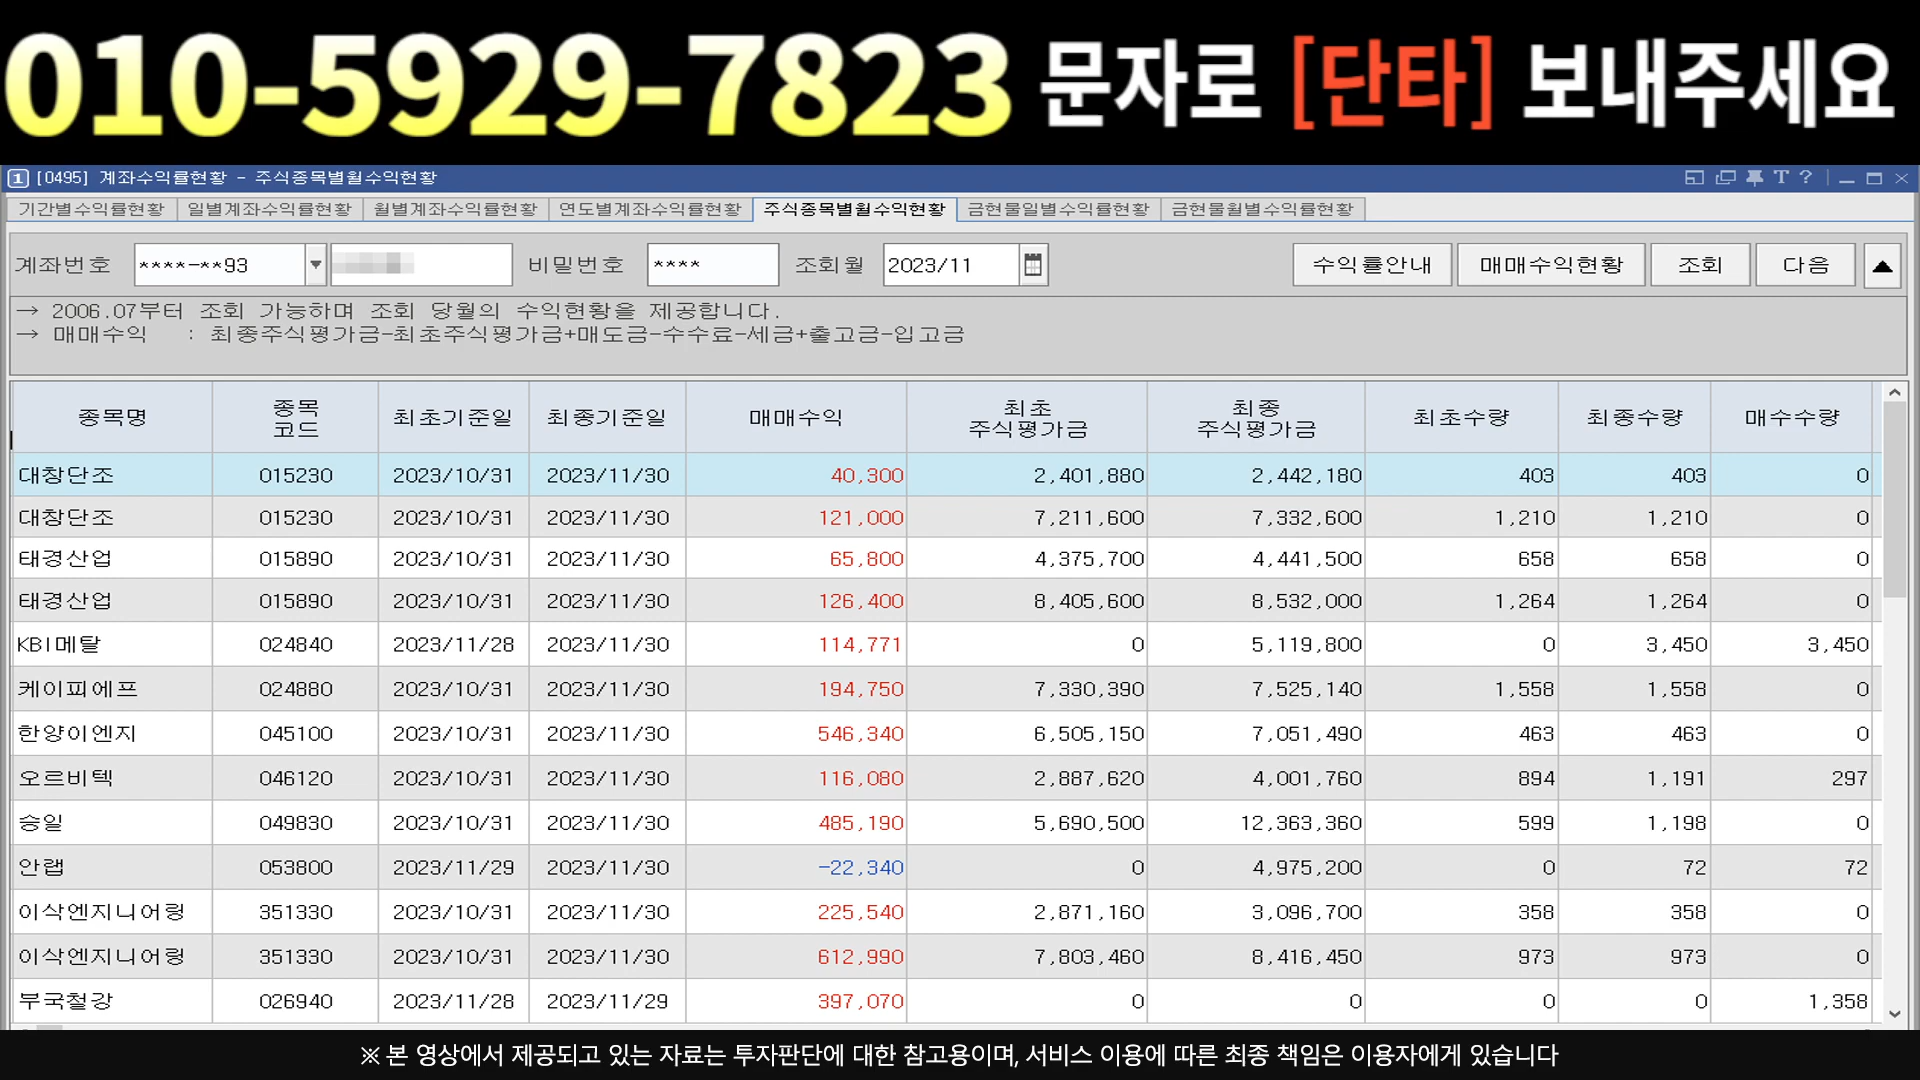 010-5929-7823 문자로 [단타] 보내주세요
1 [0495] 계좌수익률현황 - 주식종목별월수익현황
기간별수익률현황 일별계좌수익률현황 월별계좌수익률현황 연도별계좌수익률현황 주식종목별월수익현황 금현물일별수익률현황 금현물월별수익률현황
계좌번호 ****-**93 비밀번호 **** 조회월 2023/11 수익률안내 매매수익현황 조회 다음
→ 2006.07부터 조회 가능하며 조회 당월의 수익현황을 제공합니다.
→ 매매수익 : 최종주식평가금-최초주식평가금+매도금-수수료-세금+출고금-입고금
종목명 종목코드 최초기준일 최종기준일 매매수익 최초주식평가금 최종주식평가금 최초수량 최종수량 매수수량
대창단조 015230 2023/10/31 2023/11/30 40,300 2,401,880 2,442,180 403 403 0
대창단조 015230 2023/10/31 2023/11/30 121,000 7,211,600 7,332,600 1,210 1,210 0
태경산업 015890 2023/10/31 2023/11/30 65,800 4,375,700 4,441,500 658 658 0
태경산업 015890 2023/10/31 2023/11/30 126,400 8,405,600 8,532,000 1,264 1,264 0
KBI메탈 024840 2023/11/28 2023/11/30 114,771 0 5,119,800 0 3,450 3,450
케이피에프 024880 2023/10/31 2023/11/30 194,750 7,330,390 7,525,140 1,558 1,558 0
한양이엔지 045100 2023/10/31 2023/11/30 546,340 6,505,150 7,051,490 463 463 0
오르비텍 046120 2023/10/31 2023/11/30 116,080 2,887,620 4,001,760 894 1,191 297
승일 049830 2023/10/31 2023/11/30 485,190 5,690,500 12,363,360 599 1,198 0
안랩 053800 2023/11/29 2023/11/30 -22,340 0 4,975,200 0 72 72
이삭엔지니어링 351330 2023/10/31 2023/11/30 225,540 2,871,160 3,096,700 358 358 0
이삭엔지니어링 351330 2023/10/31 2023/11/30 612,990 7,803,460 8,416,450 973 973 0
부국철강 026940 2023/11/28 2023/11/29 397,070 0 0 0 0 1,358
※ 본 영상에서 제공되고 있는 자료는 투자판단에 대한 참고용이며, 서비스 이용에 따른 최종 책임은 이용자에게 있습니다